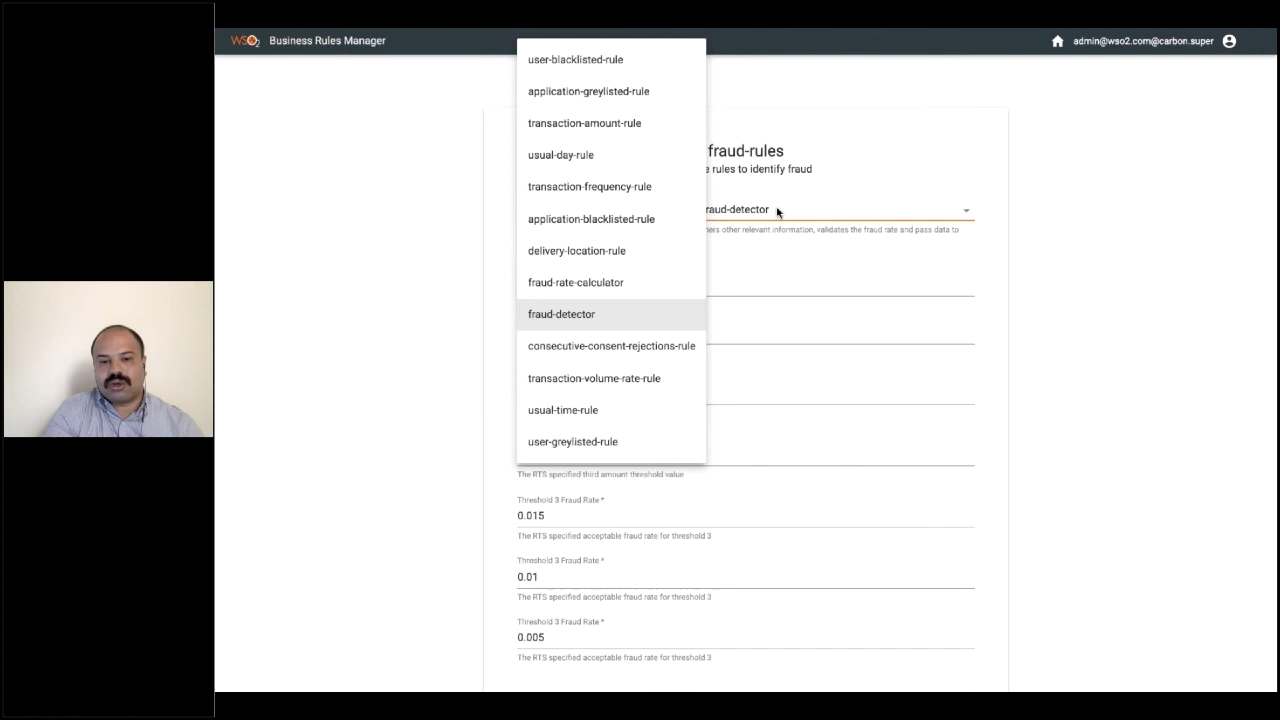 WSO2 Business Rules Manager
admin@wso2.com@carbon.super
user-blacklisted-rule
application-greylisted-rule
transaction-amount-rule
usual-day-rule
transaction-frequency-rule
application-blacklisted-rule
delivery-location-rule
fraud-rate-calculator
fraud-detector
consecutive-consent-rejections-rule
transaction-volume-rate-rule
usual-time-rule
user-greylisted-rule
fraud-rules
rules to identify fraud
raud-detector
other relevant information, validates the fraud rate and pass data to
The RTS specified third amount threshold value
Threshold 3 Fraud Rate *
0.015
The RTS specified acceptable fraud rate for threshold 3
Threshold 3 Fraud Rate *
0.01
The RTS specified acceptable fraud rate for threshold 3
Threshold 3 Fraud Rate *
0.005
The RTS specified acceptable fraud rate for threshold 3